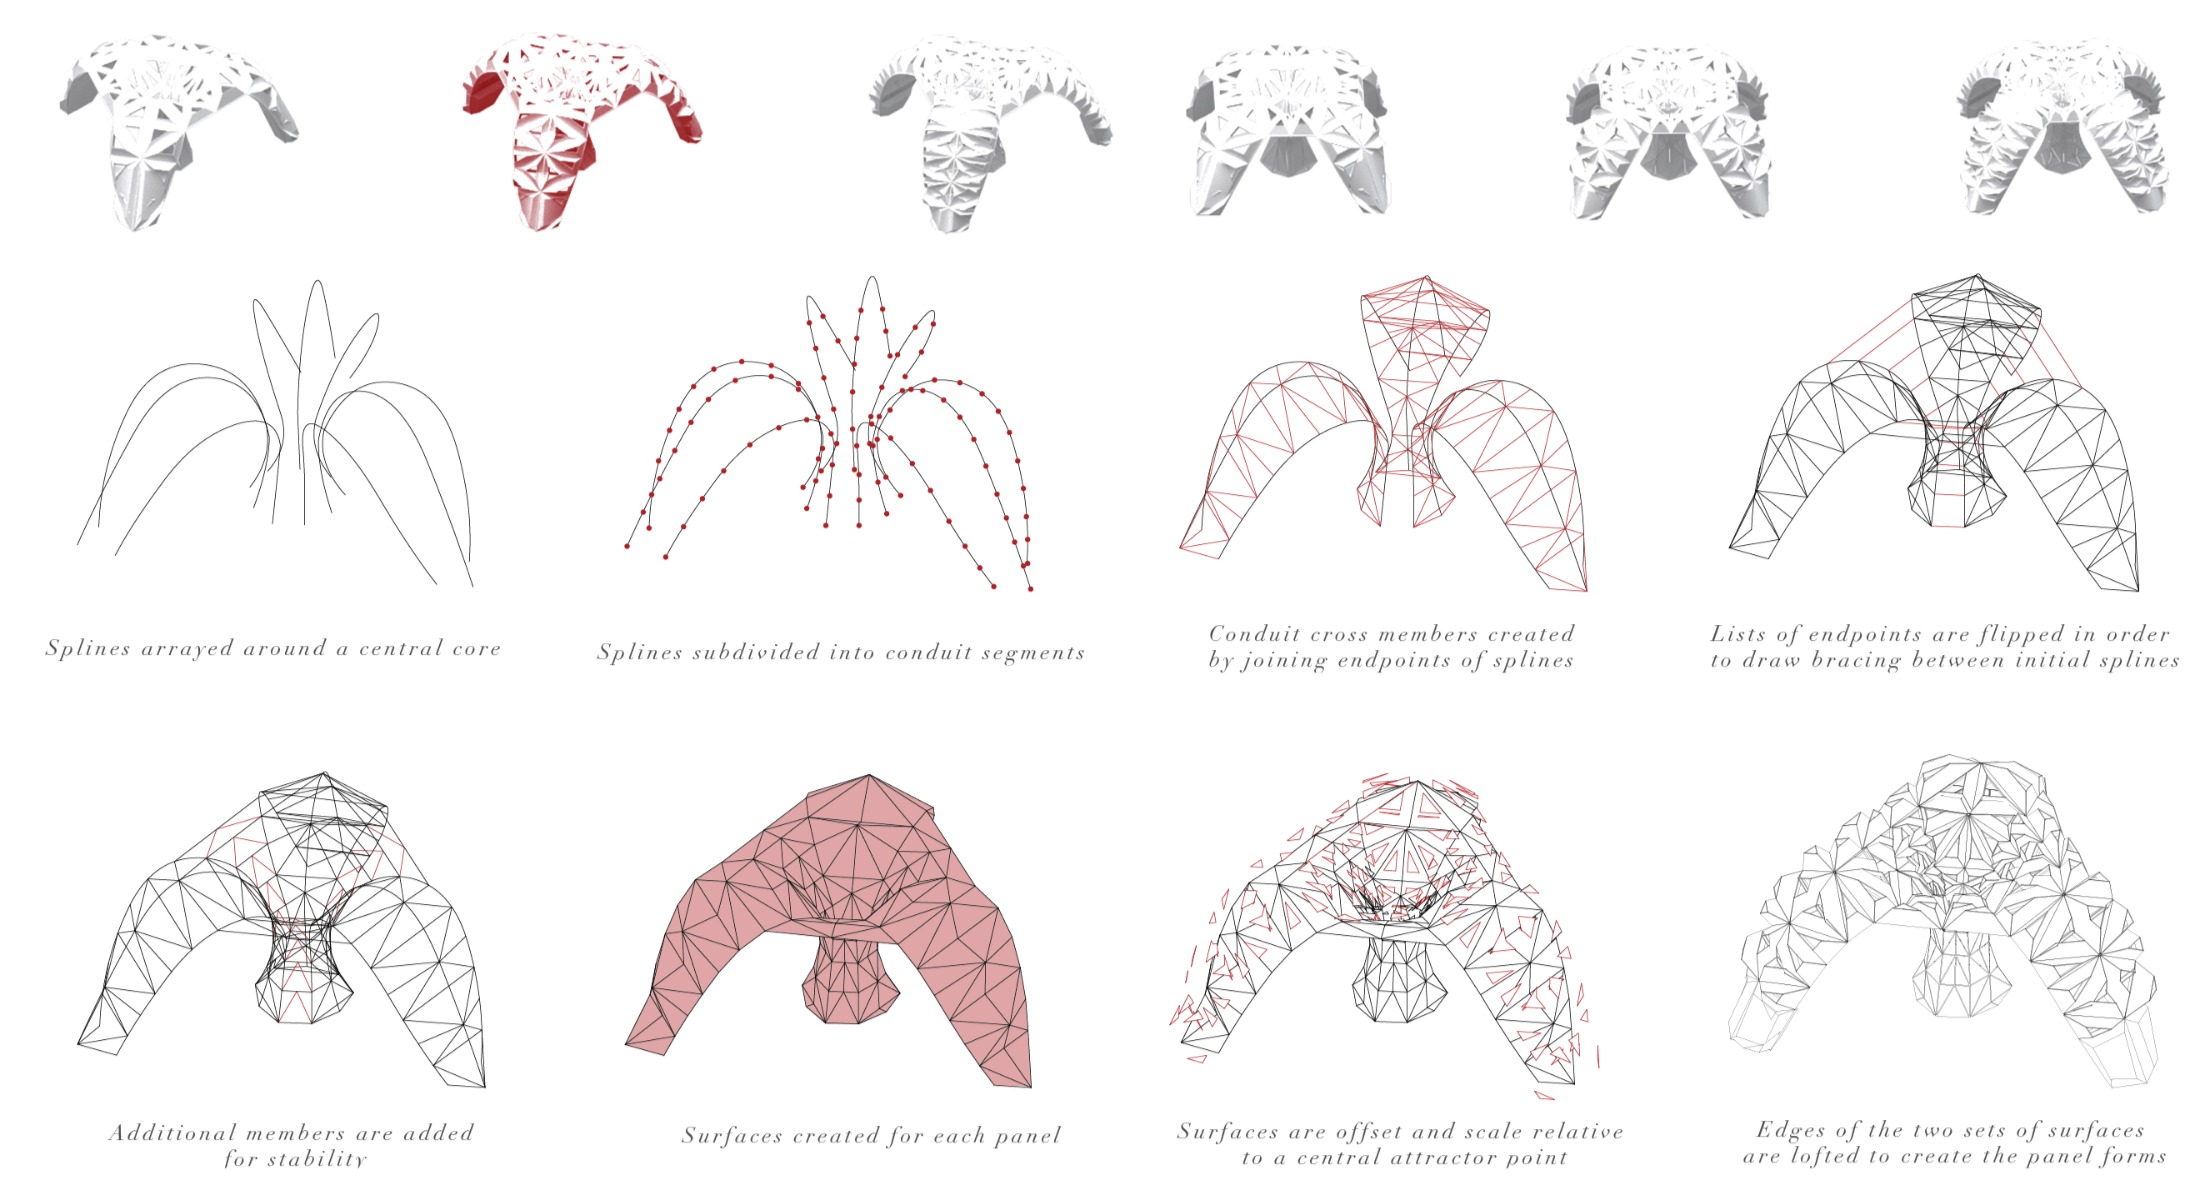 Splines arrayed around a central core
Splines subdivided into conduit segments
Conduit cross members created
by joining endpoints of splines
Lists of endpoints are flipped in order
to draw bracing between initial splines
Additional members are added
for stability
Surfaces created for each panel
Surfaces are offset and scale relative
to a central attractor point
Edges of the two sets of surfaces
are lofted to create the panel forms